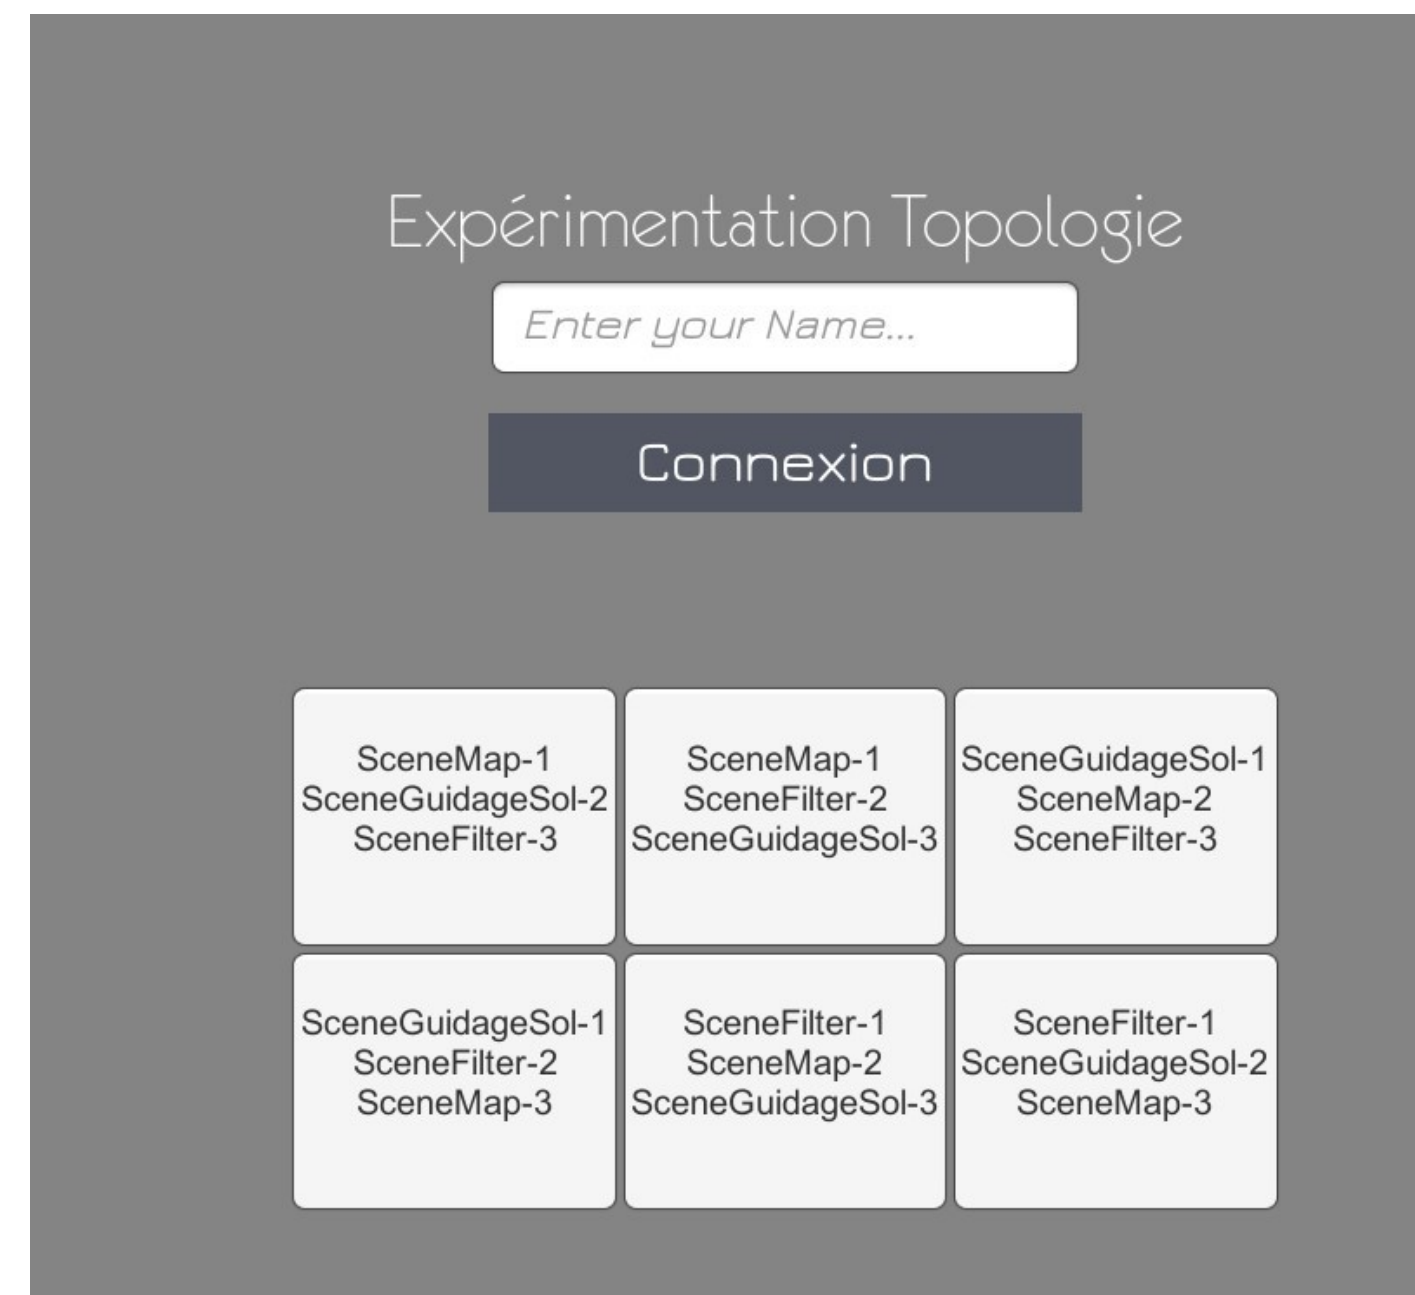 Expérimentation Topologie
Enter your Name...
Connexion
SceneMap-1
SceneGuidageSol-2
SceneFilter-3
SceneMap-1
SceneFilter-2
SceneGuidageSol-3
SceneGuidageSol-1
SceneMap-2
SceneFilter-3
SceneGuidageSol-1
SceneFilter-2
SceneMap-3
SceneFilter-1
SceneMap-2
SceneGuidageSol-3
SceneFilter-1
SceneGuidageSol-2
SceneMap-3